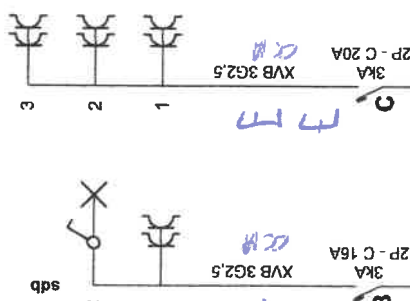 B
3kA
2P - C 16A
XVB 3G2,5
sdb
C
3kA
2P - C 20A
XVB 3G2,5
1 2 3